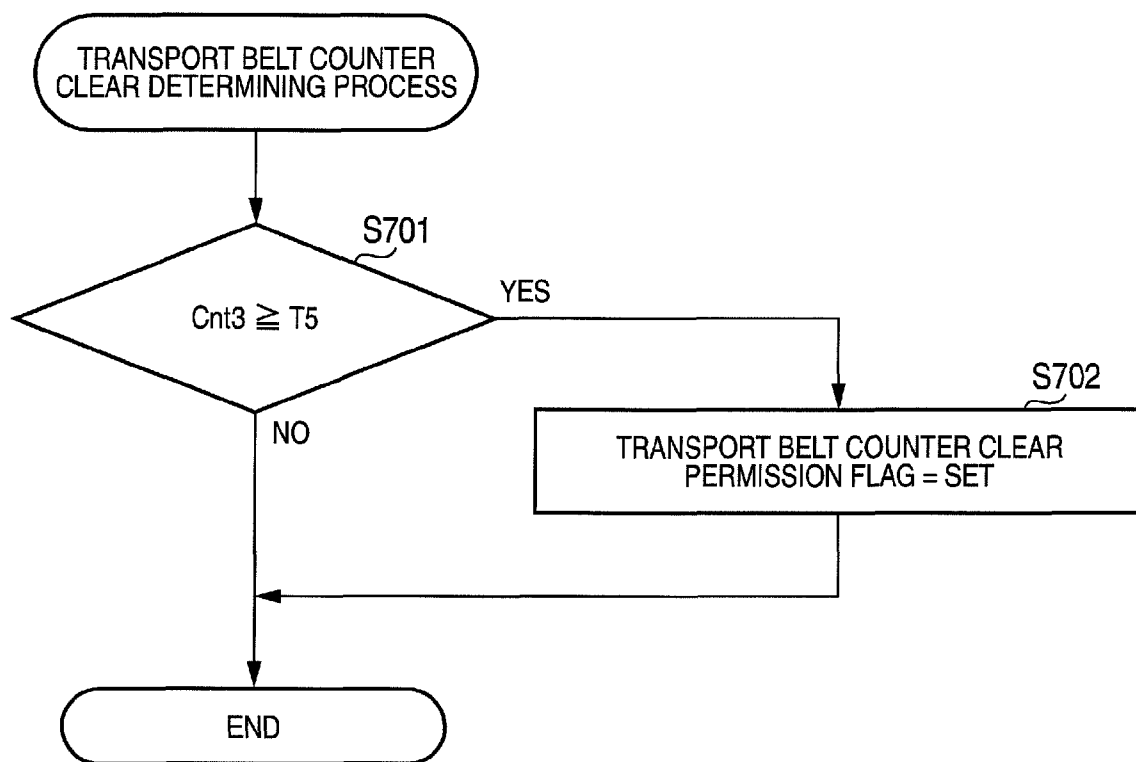 TRANSPORT BELT COUNTER
CLEAR DETERMINING PROCESS
S701
Cnt3 ≧ T5
YES
NO
S702
TRANSPORT BELT COUNTER CLEAR
PERMISSION FLAG = SET
END